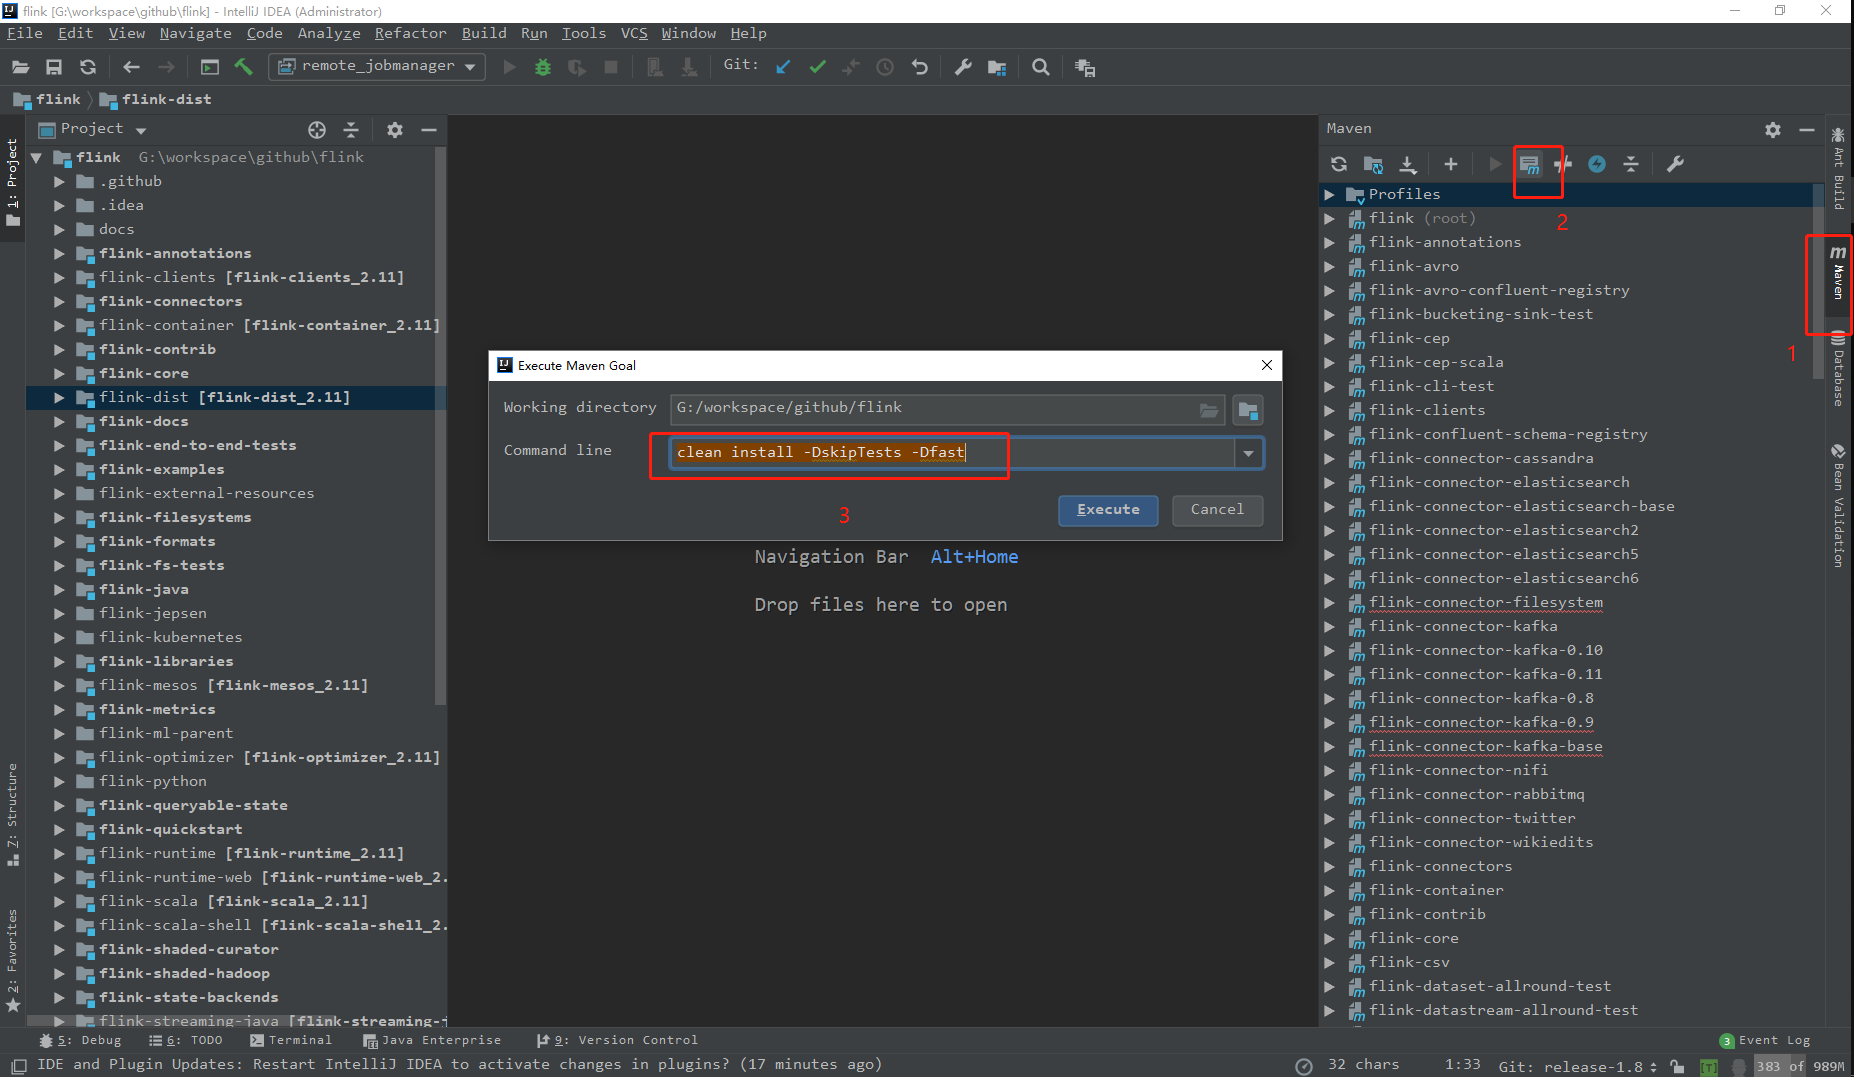 flink [G:\workspace\github\flink] - IntelliJ IDEA (Administrator)
File Edit View Navigate Code Analyze Refactor Build Run Tools VCS Window Help
remote_jobmanager
Git:
flink
flink-dist
Project
flink G:\workspace\github\flink
.github
.idea
docs
flink-annotations
flink-clients [flink-clients_2.11]
flink-connectors
flink-container [flink-container_2.11]
flink-contrib
flink-core
flink-dist [flink-dist_2.11]
flink-docs
flink-end-to-end-tests
flink-examples
flink-external-resources
flink-filesystems
flink-formats
flink-fs-tests
flink-java
flink-jepsen
flink-kubernetes
flink-libraries
flink-mesos [flink-mesos_2.11]
flink-metrics
flink-ml-parent
flink-optimizer [flink-optimizer_2.11]
flink-python
flink-queryable-state
flink-quickstart
flink-runtime [flink-runtime_2.11]
flink-runtime-web [flink-runtime-web_2.
flink-scala [flink-scala_2.11]
flink-scala-shell [flink-scala-shell_2.
flink-shaded-curator
flink-shaded-hadoop
flink-state-backends
flink-streaming-java [flink-streaming-j
1: Project
7: Structure
2: Favorites
Execute Maven Goal
Working directory
G:/workspace/github/flink
Command line
clean install -DskipTests -Dfast
3
Execute
Cancel
Navigation Bar Alt+Home
Drop files here to open
Maven
2
1
Profiles
flink (root)
flink-annotations
flink-avro
flink-avro-confluent-registry
flink-bucketing-sink-test
flink-cep
flink-cep-scala
flink-cli-test
flink-clients
flink-confluent-schema-registry
flink-connector-cassandra
flink-connector-elasticsearch
flink-connector-elasticsearch-base
flink-connector-elasticsearch2
flink-connector-elasticsearch5
flink-connector-elasticsearch6
flink-connector-filesystem
flink-connector-kafka
flink-connector-kafka-0.10
flink-connector-kafka-0.11
flink-connector-kafka-0.8
flink-connector-kafka-0.9
flink-connector-kafka-base
flink-connector-nifi
flink-connector-rabbitmq
flink-connector-twitter
flink-connector-wikiedits
flink-connectors
flink-container
flink-contrib
flink-core
flink-csv
flink-dataset-allround-test
flink-datastream-allround-test
Ant Build
Maven
Database
Bean Validation
5: Debug
6: TODO
Terminal
Java Enterprise
9: Version Control
3 Event Log
IDE and Plugin Updates: Restart IntelliJ IDEA to activate changes in plugins? (17 minutes ago)
32 chars
1:33
Git: release-1.8
[T]
383 of 989M